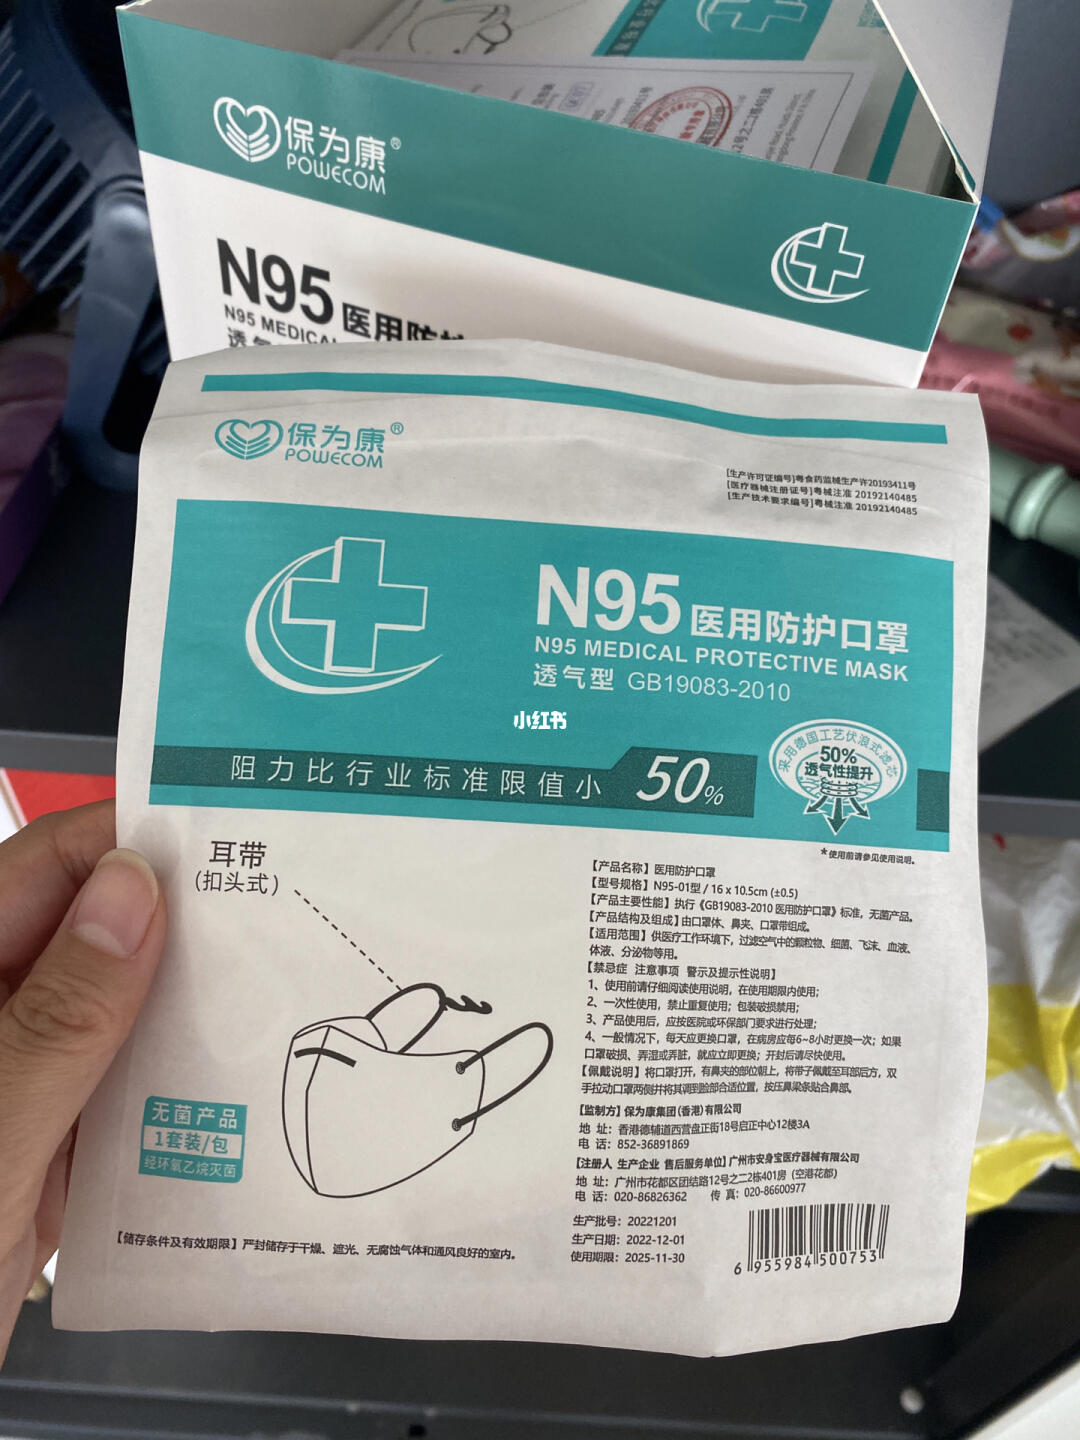 保为康®
POWECOM
N95 医用防护
N95 MEDICAL
透气
保为康®
POWECOM
[生产许可证编号]粤食药监械生产许20193411号
[医疗器械注册证号]粤械注准 20192140485
[生产技术要求编号]粤械注准 20192140485
N95 医用防护口罩
N95 MEDICAL PROTECTIVE MASK
透气型 GB19083-2010
小红书
采用德国工艺伏浪式滤芯
50%
透气性提升
阻力比行业标准限值小 50%
*使用前请参见使用说明。
耳带
(扣头式)
【产品名称】医用防护口罩
【型号规格】N95-01型 / 16 x 10.5cm (±0.5)
【产品主要性能】执行《GB19083-2010 医用防护口罩》标准，无菌产品。
【产品结构及组成】由口罩体、鼻夹、口罩带组成。
【适用范围】供医疗工作环境下，过滤空气中的颗粒物、细菌、飞沫、血液、
体液、分泌物等用。
【禁忌症 注意事项 警示及提示性说明】
1、使用前请仔细阅读使用说明，在使用期限内使用；
2、一次性使用，禁止重复使用；包装破损禁用；
3、产品使用后，应按医院或环保部门要求进行处理；
4、一般情况下，每天应更换口罩，在病房应每6~8小时更换一次；如果
口罩破损、弄湿或弄脏，就应立即更换；开封后请尽快使用。
【佩戴说明】将口罩打开，有鼻夹的部位朝上，将带子佩戴至耳部后方，双
手拉动口罩两侧并将其调到脸部合适位置，按压鼻梁条贴合鼻部。
【监制方】保为康集团(香港)有限公司
地 址：香港德辅道西营盘正街18号启正中心12楼3A
电 话：852-36891869
【注册人 生产企业 售后服务单位】广州市安身宝医疗器械有限公司
地 址：广州市花都区团结路12号之二2栋401房 (空港花都)
电 话：020-86826362 传 真：020-86600977
生产批号：20221201
生产日期：2022-12-01
使用期限：2025-11-30
6 955984 500753
无菌产品
1套装/包
经环氧乙烷灭菌
【储存条件及有效期限】严封储存于干燥、遮光、无腐蚀气体和通风良好的室内。